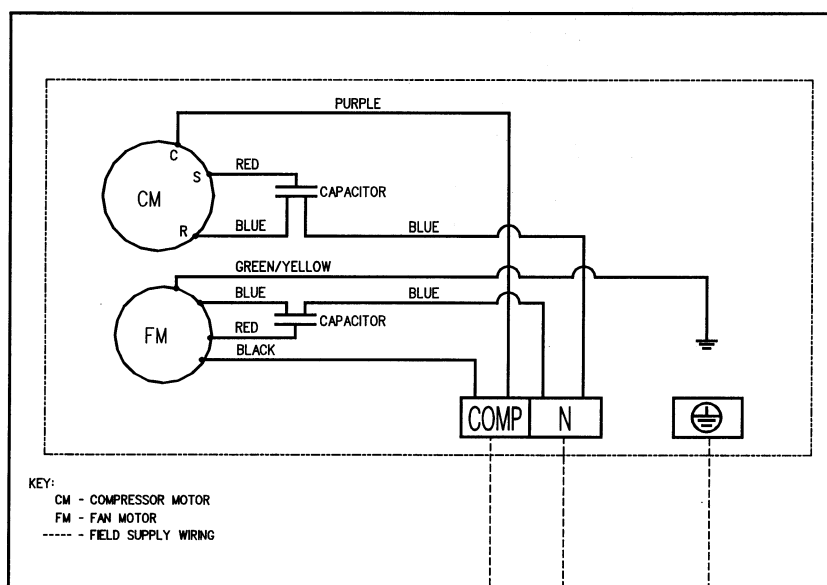 PURPLE
C
RED
S
CM
CAPACITOR
R
BLUE
BLUE
GREEN/YELLOW
BLUE
BLUE
CAPACITOR
FM
RED
BLACK
COMP
N
KEY:
CM - COMPRESSOR MOTOR
FM - FAN MOTOR
----- - FIELD SUPPLY WIRING